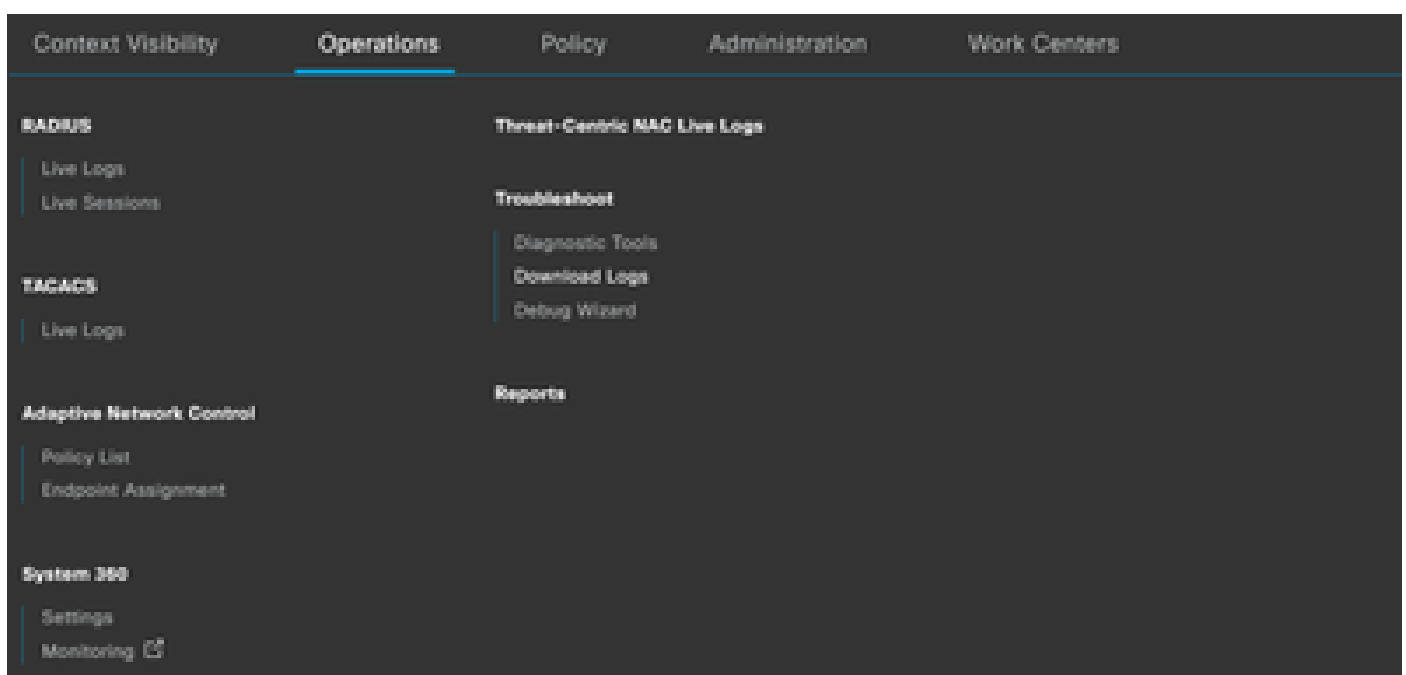 Context Visibility Operations Policy Administration Work Centers
RADIUS
Live Logs
Live Sessions
TACACS
Live Logs
Adaptive Network Control
Policy List
Endpoint Assignment
System 360
Settings
Monitoring
Threat-Centric NAC Live Logs
Troubleshoot
Diagnostic Tools
Download Logs
Debug Wizard
Reports